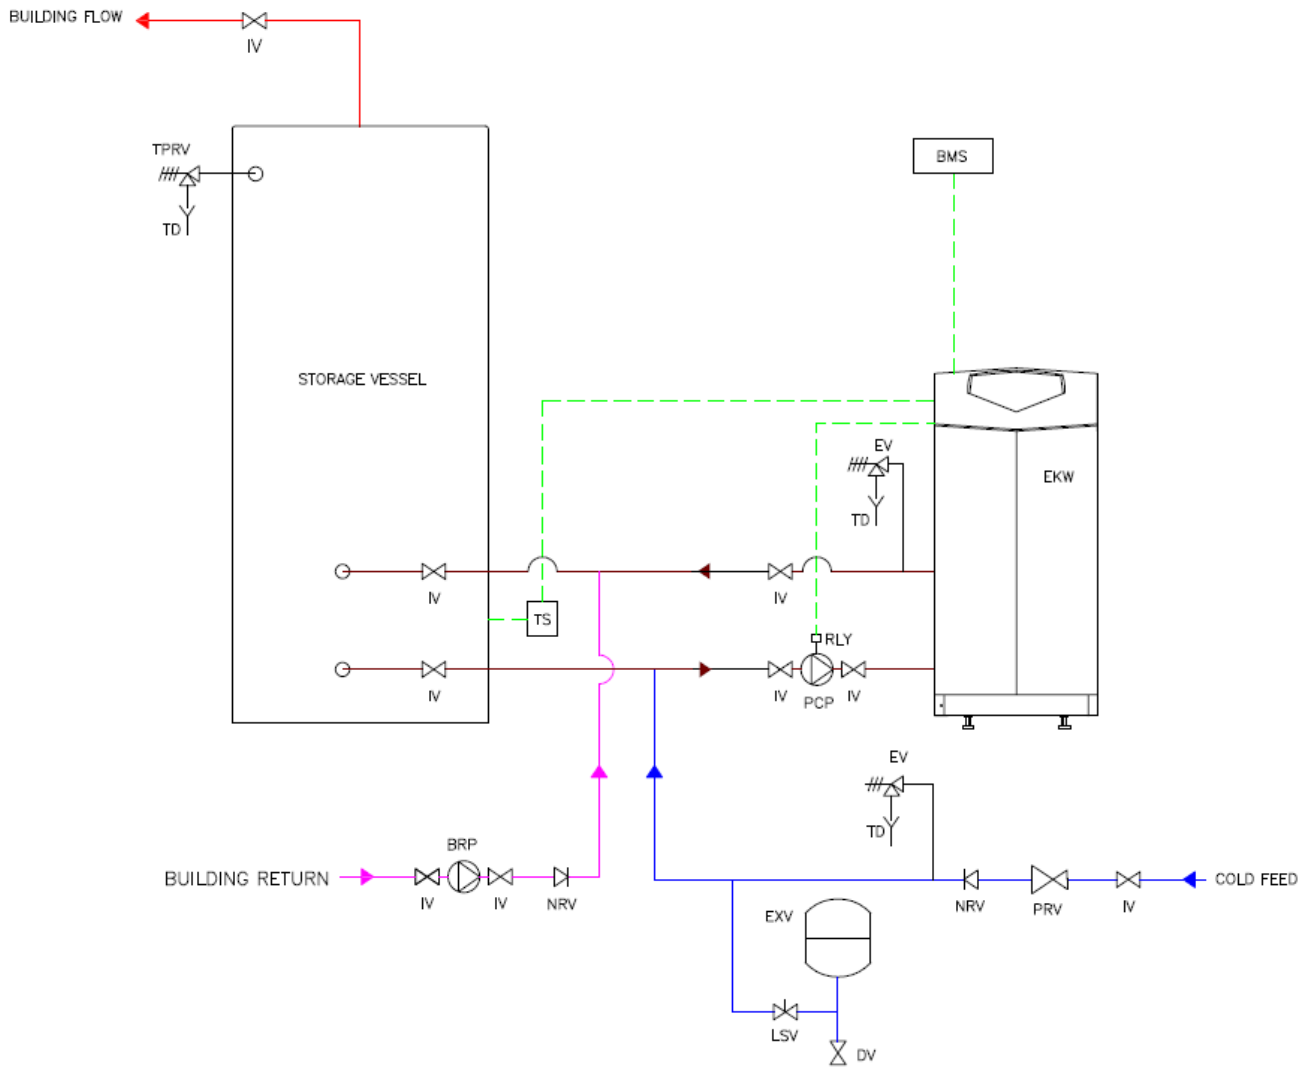 BUILDING FLOW
IV
TPRV
TD
BMS
STORAGE VESSEL
EV
TD
EKW
IV
IV
TS
RLY
IV
IV
PCP
IV
EV
TD
BRP
BUILDING RETURN
IV
IV
NRV
COLD FEED
NRV
PRV
IV
EXV
LSV
DV